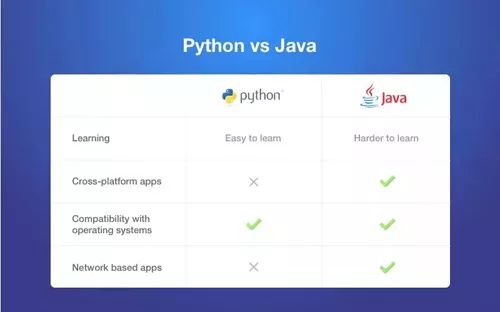 Python vs Java
python Java
Learning Easy to learn Harder to learn
Cross-platform apps
Compatibility with
operating systems
Network based apps